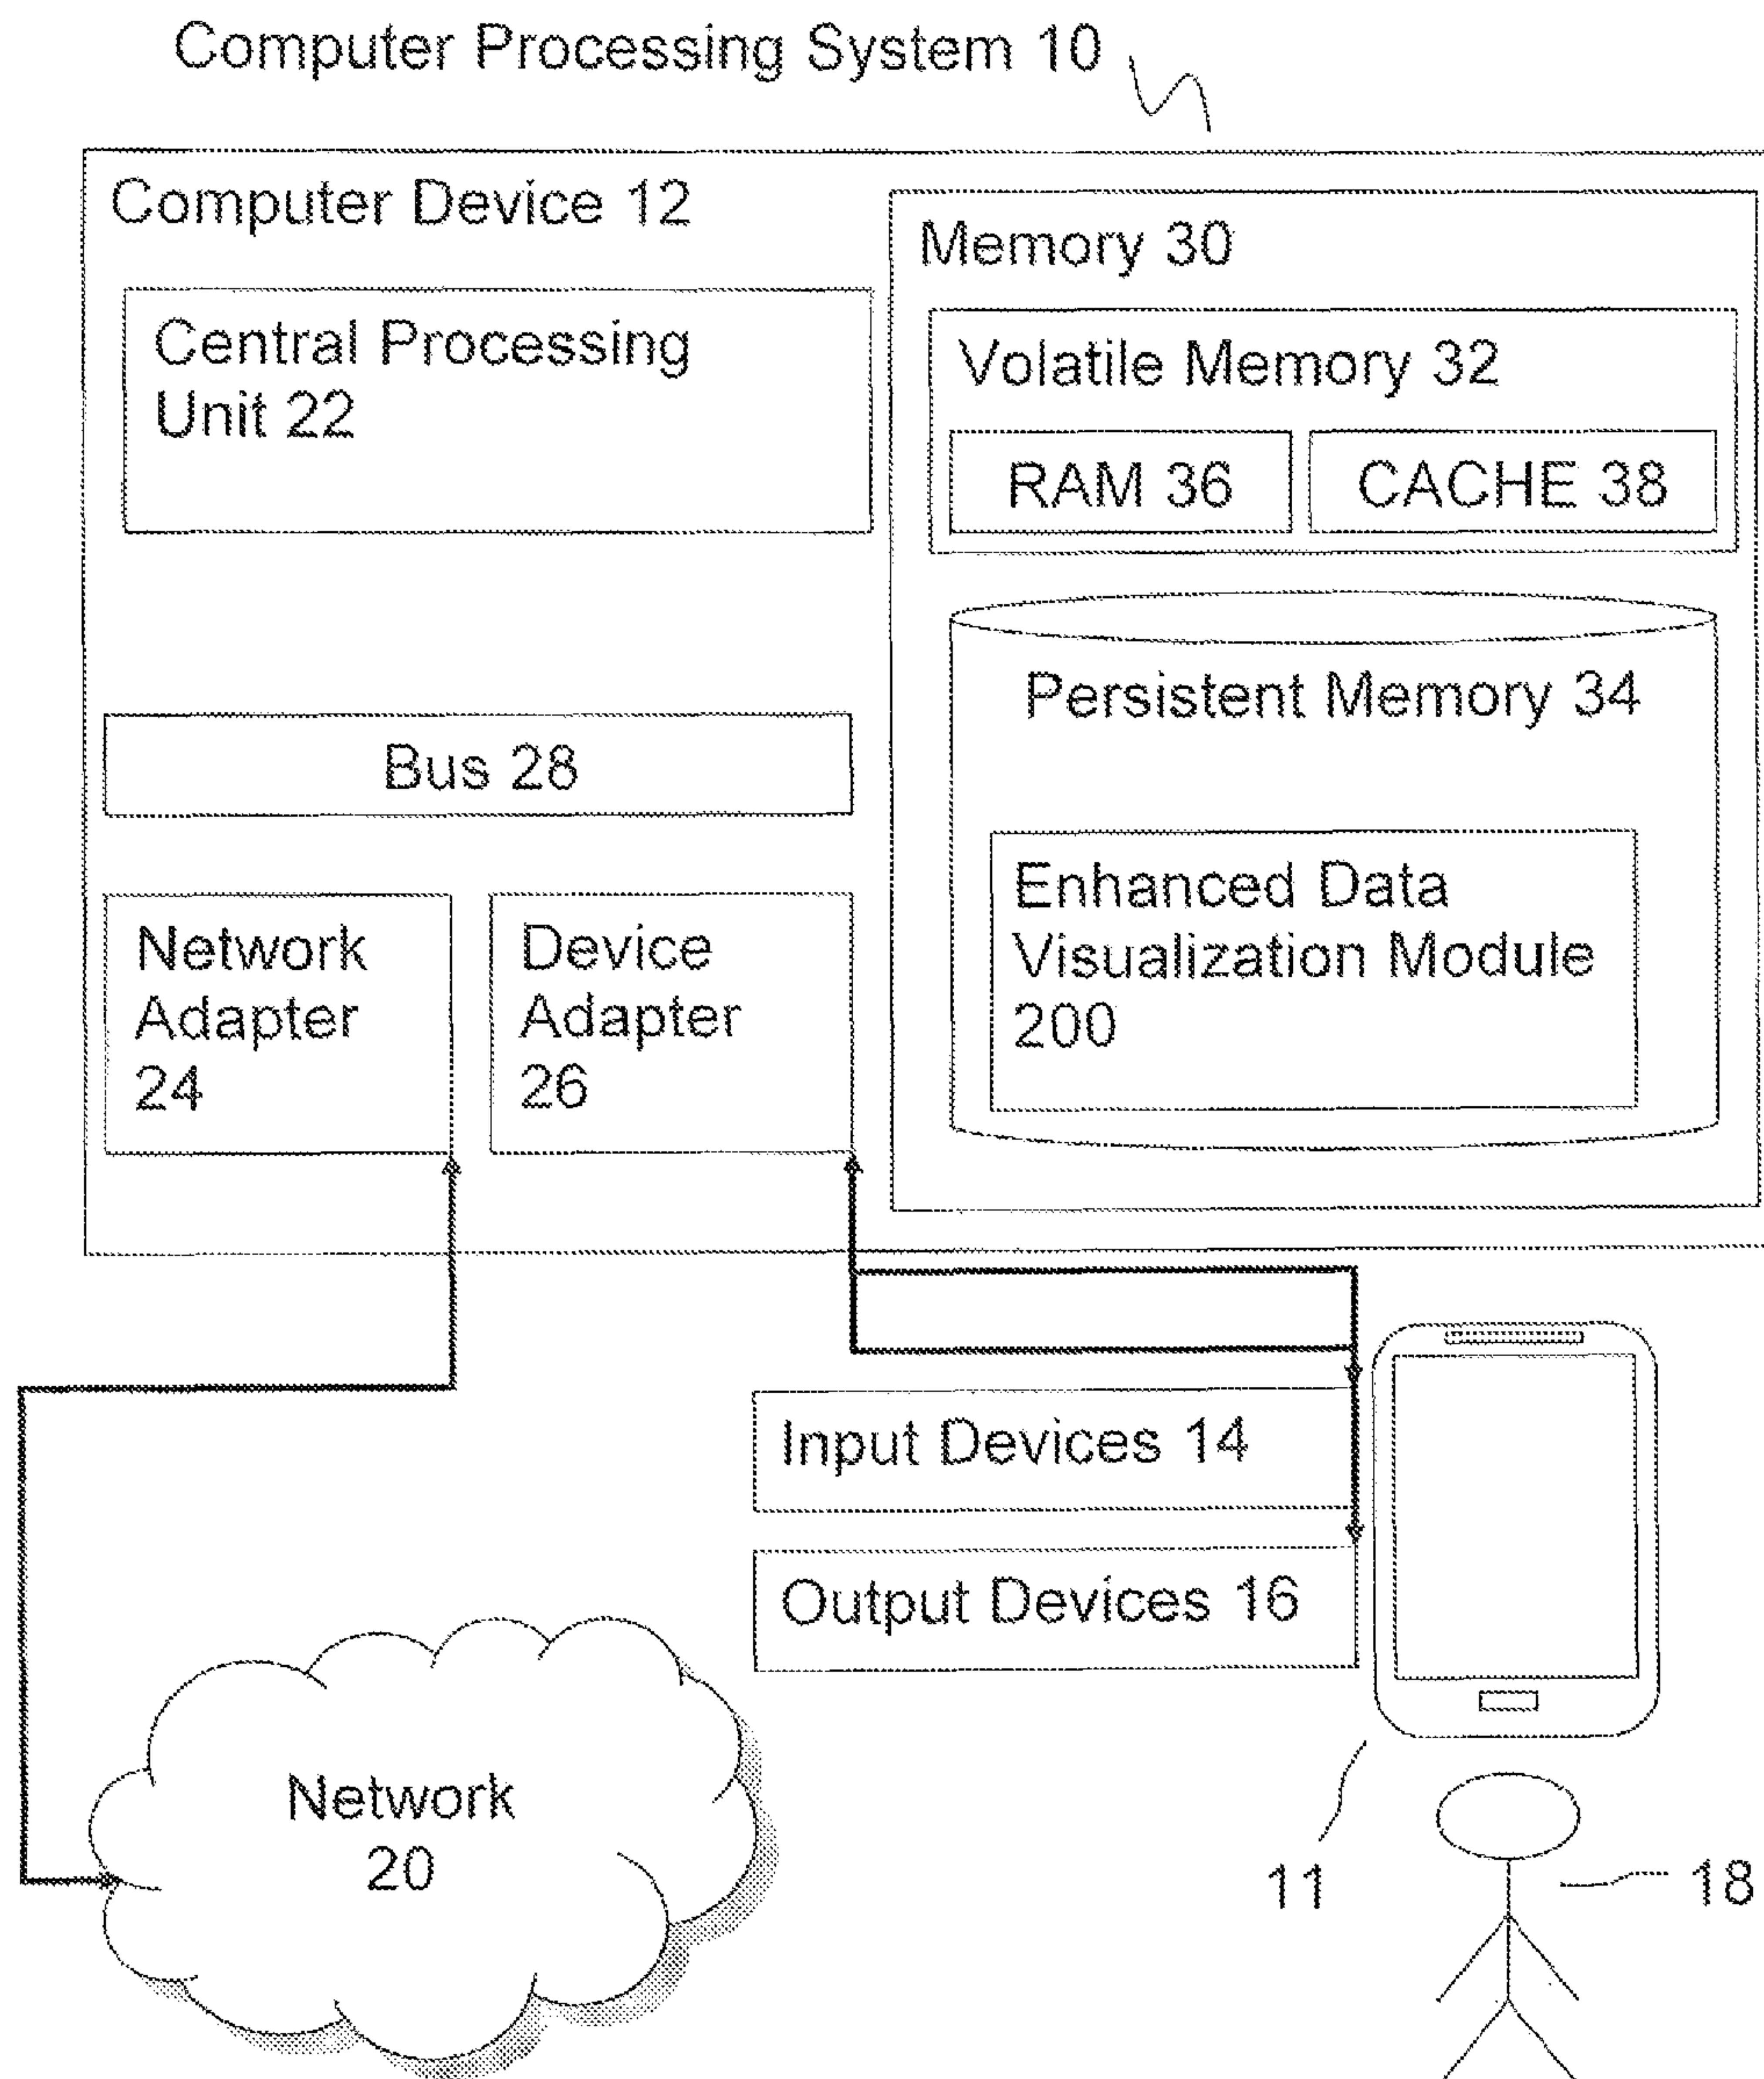 Computer Processing System 10
Computer Device 12
Central Processing
Unit 22
Bus 28
Network
Adapter
24
Device
Adapter
26
Memory 30
Volatile Memory 32
RAM 36
CACHE 38
Persistent Memory 34
Enhanced Data
Visualization Module
200
Input Devices 14
Output Devices 16
Network
20
11
18